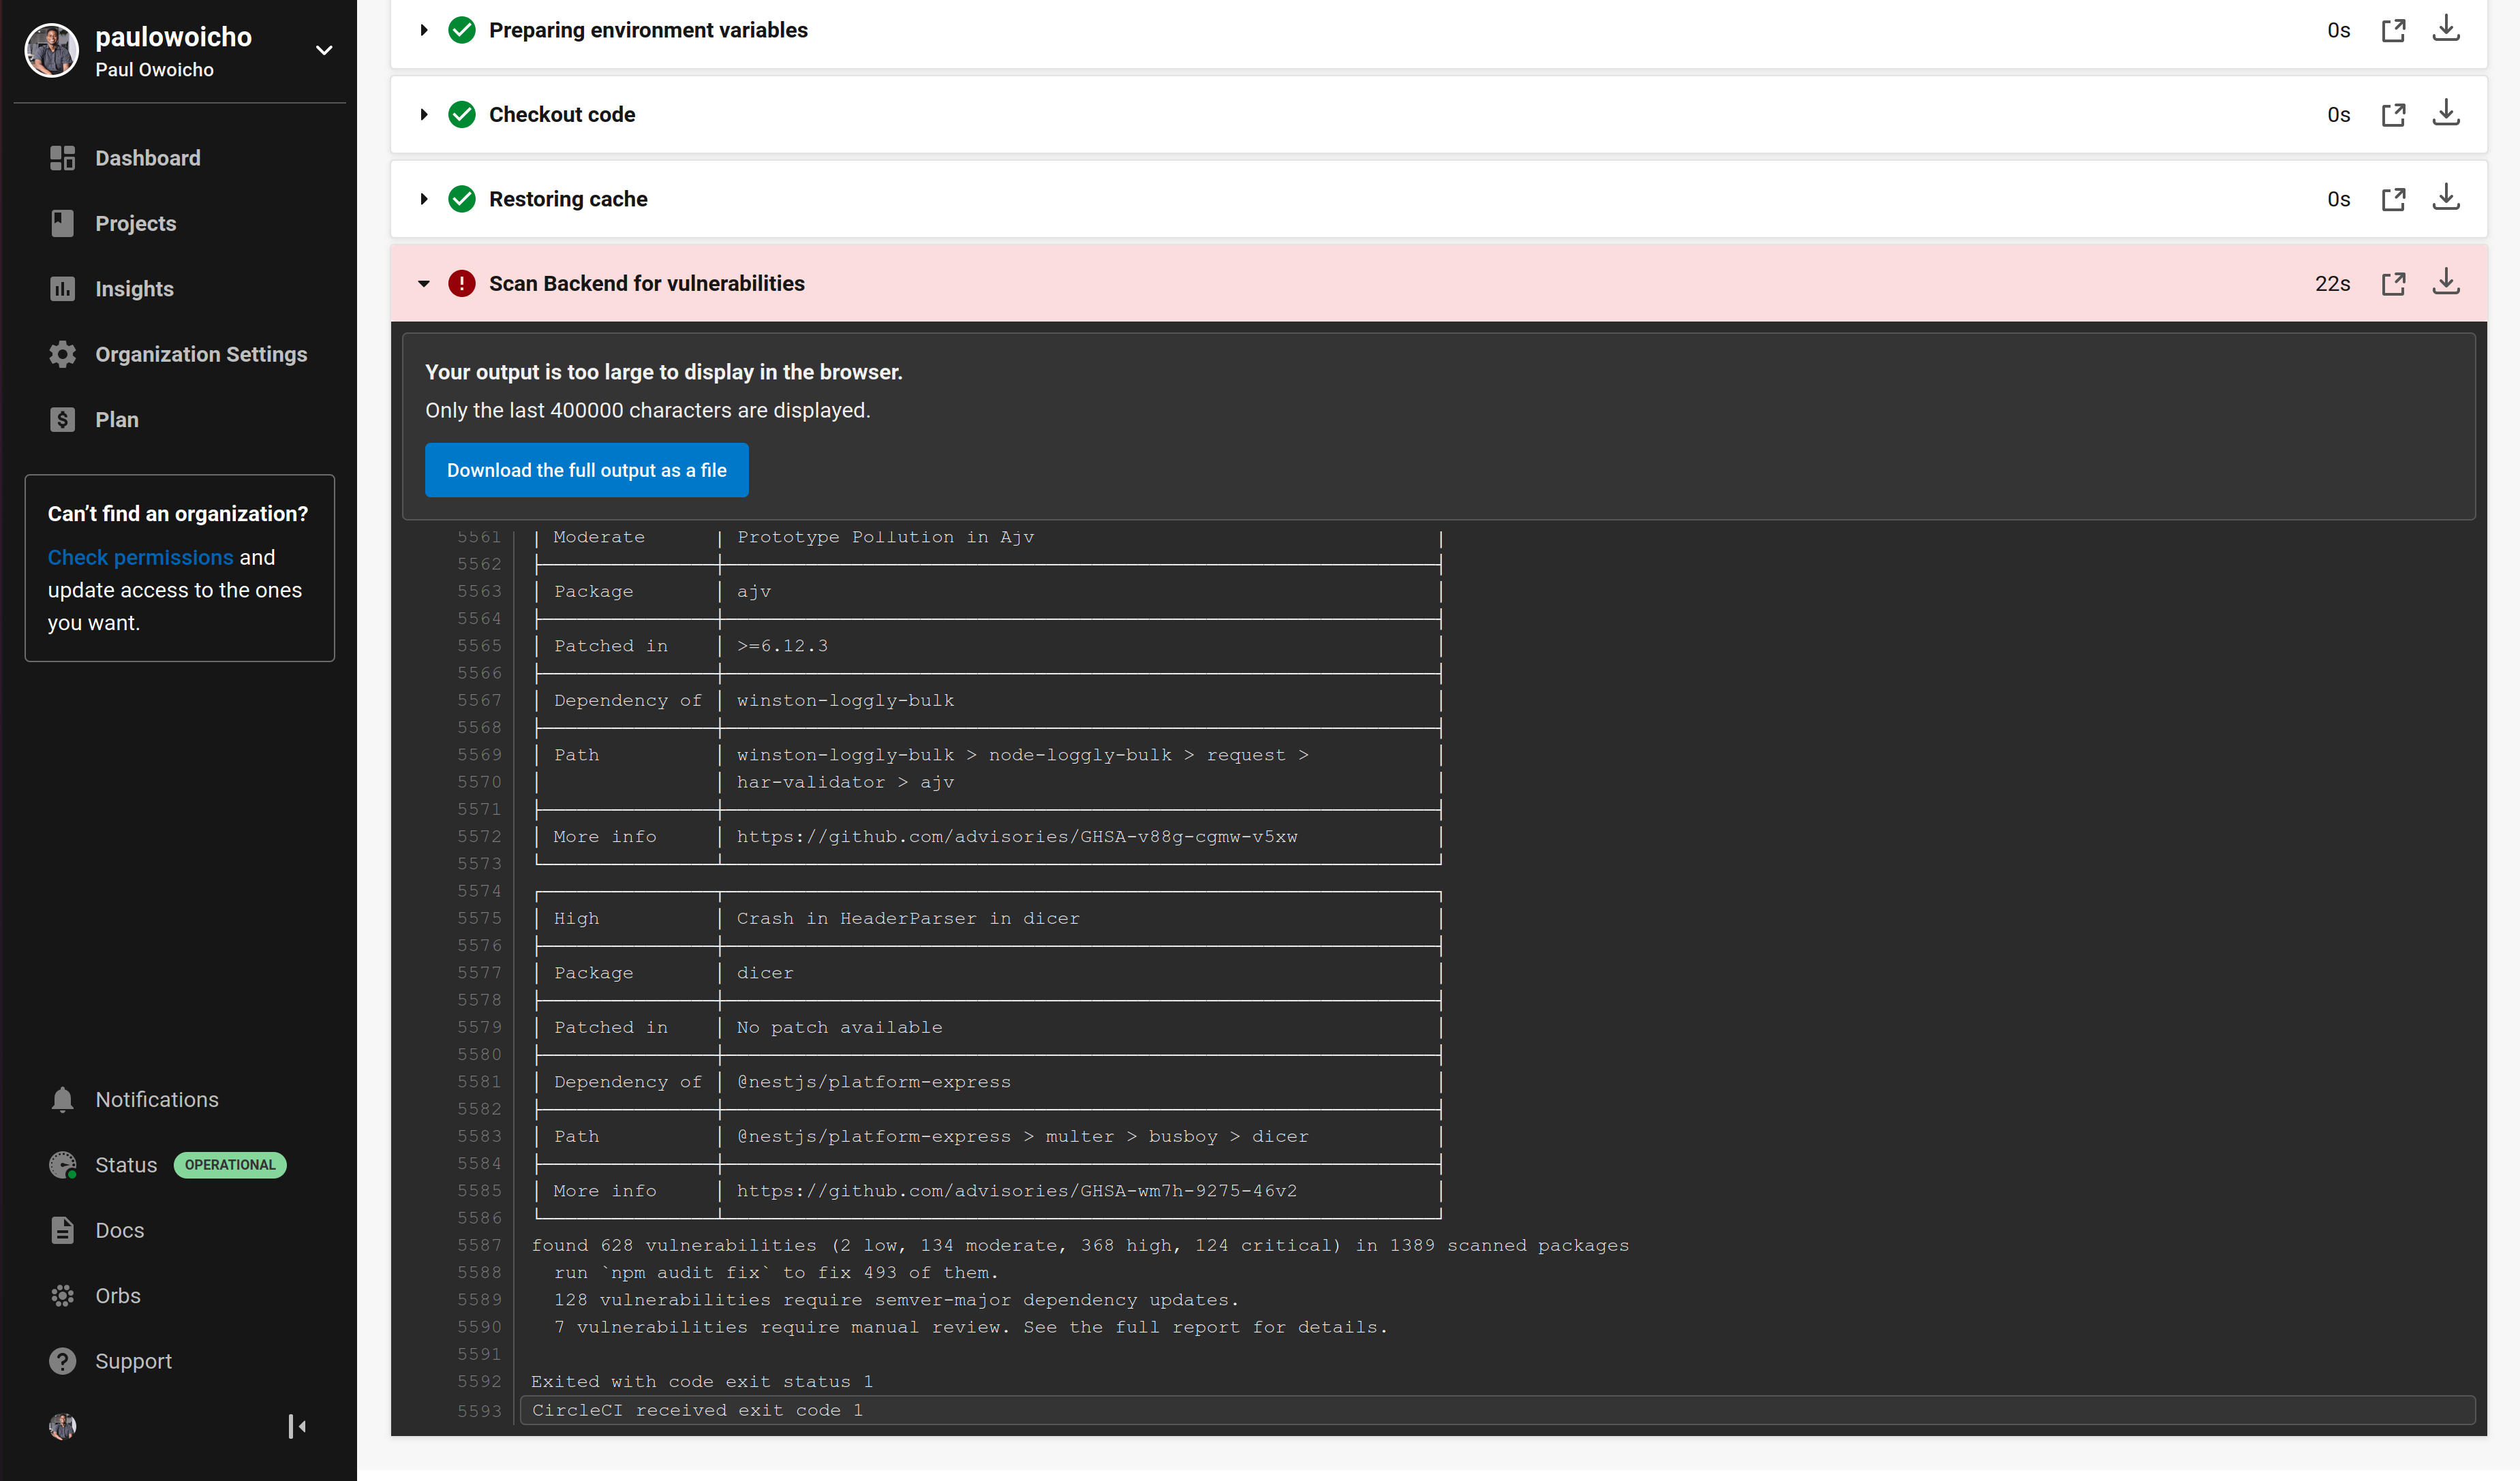 paulowoicho
Paul Owoicho
Dashboard
Projects
Insights
Organization Settings
Plan
Can’t find an organization?
Check permissions and
update access to the ones
you want.
Notifications
Status OPERATIONAL
Docs
Orbs
Support
Preparing environment variables 0s
Checkout code 0s
Restoring cache 0s
Scan Backend for vulnerabilities 22s
Your output is too large to display in the browser.
Only the last 400000 characters are displayed.
Download the full output as a file
5561 │ Moderate │ Prototype Pollution in Ajv │
5562
5563 │ Package │ ajv │
5564
5565 │ Patched in │ >=6.12.3 │
5566
5567 │ Dependency of │ winston-loggly-bulk │
5568
5569 │ Path │ winston-loggly-bulk > node-loggly-bulk > request > │
5570 │ │ har-validator > ajv │
5571
5572 │ More info │ https://github.com/advisories/GHSA-v88g-cgmw-v5xw │
5573
5574
5575 │ High │ Crash in HeaderParser in dicer │
5576
5577 │ Package │ dicer │
5578
5579 │ Patched in │ No patch available │
5580
5581 │ Dependency of │ @nestjs/platform-express │
5582
5583 │ Path │ @nestjs/platform-express > multer > busboy > dicer │
5584
5585 │ More info │ https://github.com/advisories/GHSA-wm7h-9275-46v2 │
5586
5587 found 628 vulnerabilities (2 low, 134 moderate, 368 high, 124 critical) in 1389 scanned packages
5588 run `npm audit fix` to fix 493 of them.
5589 128 vulnerabilities require semver-major dependency updates.
5590 7 vulnerabilities require manual review. See the full report for details.
5591
5592 Exited with code exit status 1
5593 CircleCI received exit code 1